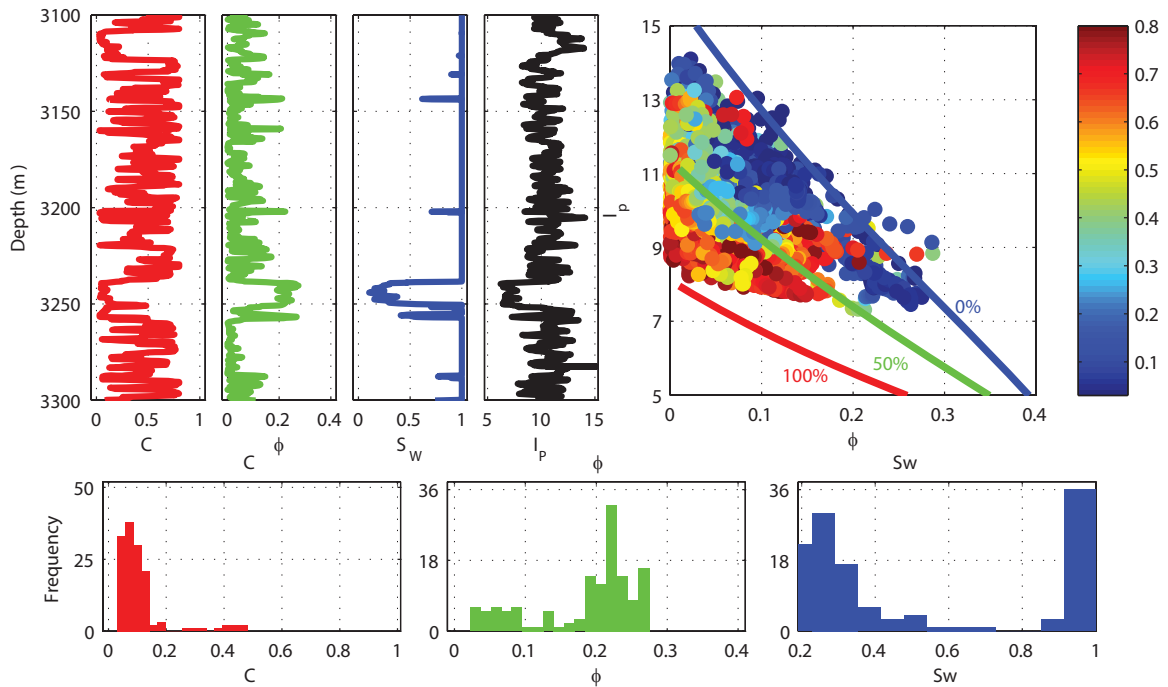 3100
3150
3200
3250
3300
Depth (m)
0 0.5 1
C
0 0.2 0.4
ϕ
C
0 0.5 1
S_W
5 10 15
I_P
ϕ
15
13
11
9
7
5
I_p
0%
50%
100%
0 0.1 0.2 0.3 0.4
ϕ
Sw
0.8
0.7
0.6
0.5
0.4
0.3
0.2
0.1
50
25
0
Frequency
0 0.2 0.4 0.6 0.8 1
C
36
18
0
0 0.1 0.2 0.3 0.4
ϕ
36
18
0
0.2 0.4 0.6 0.8 1
Sw